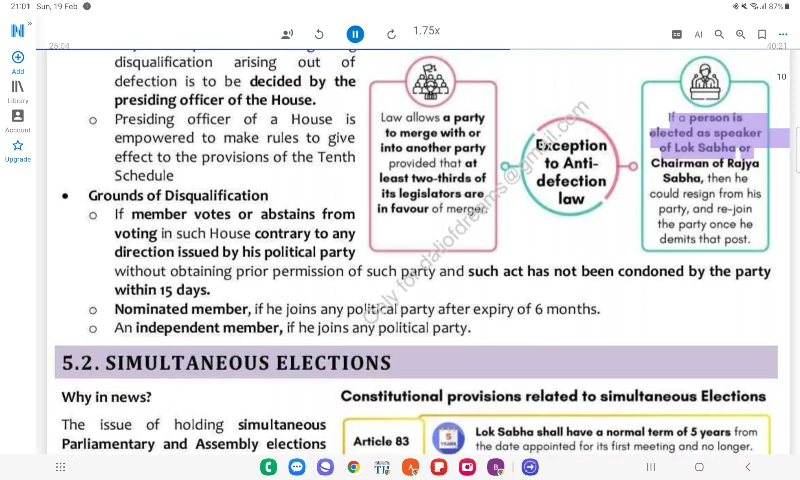 21:01 Sun, 19 Feb
87%
1.75x
AI
25:04
40:21
Add
Library
Account
Upgrade
10
disqualification arising out of
defection is to be decided by the
presiding officer of the House.
o Presiding officer of a House is
empowered to make rules to give
effect to the provisions of the Tenth
Schedule
• Grounds of Disqualification
o If member votes or abstains from
voting in such House contrary to any
direction issued by his political party
without obtaining prior permission of such party and such act has not been condoned by the party
within 15 days.
o Nominated member, if he joins any political party after expiry of 6 months.
o An independent member, if he joins any political party.
Law allows a party
to merge with or
into another party
provided that at
least two-thirds of
its legislators are
in favour of merger.
Exception
to Anti-
defection
law
If a person is
elected as speaker
of Lok Sabha or
Chairman of Rajya
Sabha, then he
could resign from his
party, and re-join
the party once he
demits that post.
5.2. SIMULTANEOUS ELECTIONS
Why in news?
The issue of holding simultaneous
Parliamentary and Assembly elections
Constitutional provisions related to simultaneous Elections
Article 83
5
YEARS
Lok Sabha shall have a normal term of 5 years from
the date appointed for its first meeting and no longer.